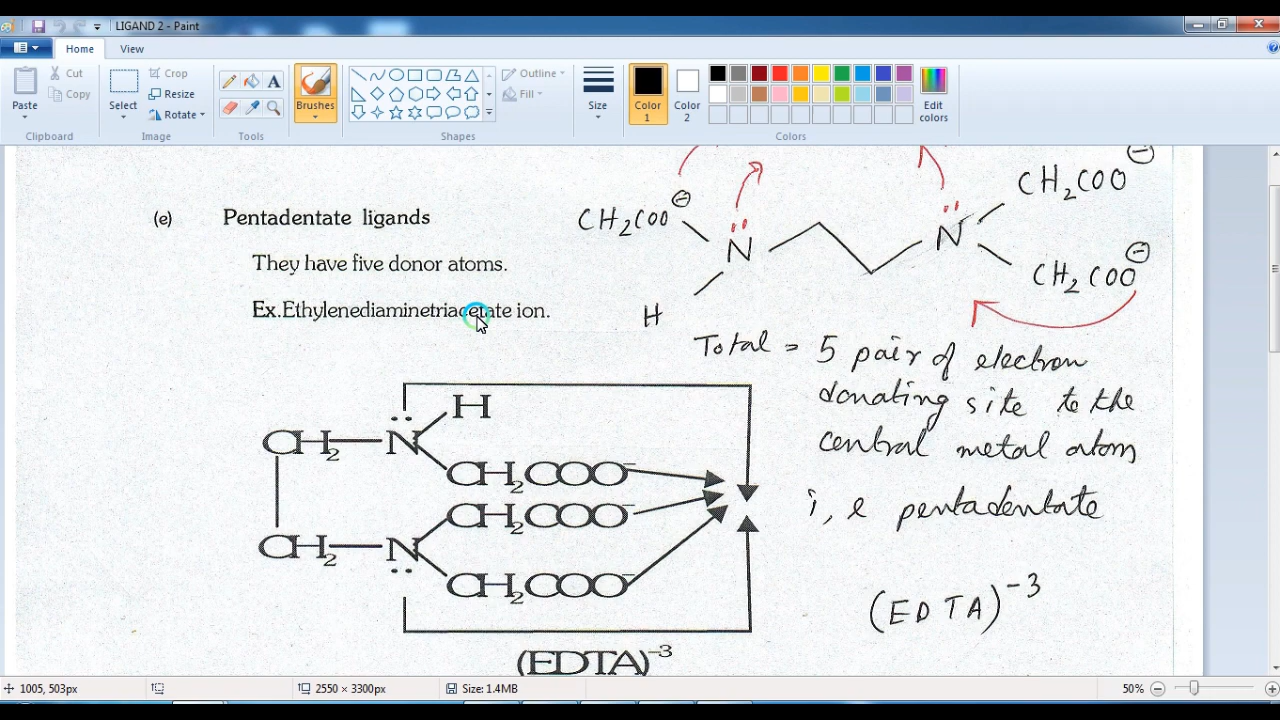 LIGAND 2 - Paint
Home View
Paste
Cut
Copy
Clipboard
Select
Crop
Resize
Rotate
Image
A
Tools
Brushes
Outline
Fill
Shapes
Size
Color 1
Color 2
Edit colors
Colors
(e) Pentadentate ligands
They have five donor atoms.
Ex.Ethylenediaminetriacetate ion.
CH2COO⊖
N
H
N
CH2COO⊖
CH2COO⊖
Total = 5 pair of electron
donating site to the
central metal atom
i, e pentadentate
(EDTA)-3
H
CH2 N
CH2COO-
CH2COO-
CH2 N
CH2COO-
(EDTA)-3
1005, 503px
2550 × 3300px
Size: 1.4MB
50%